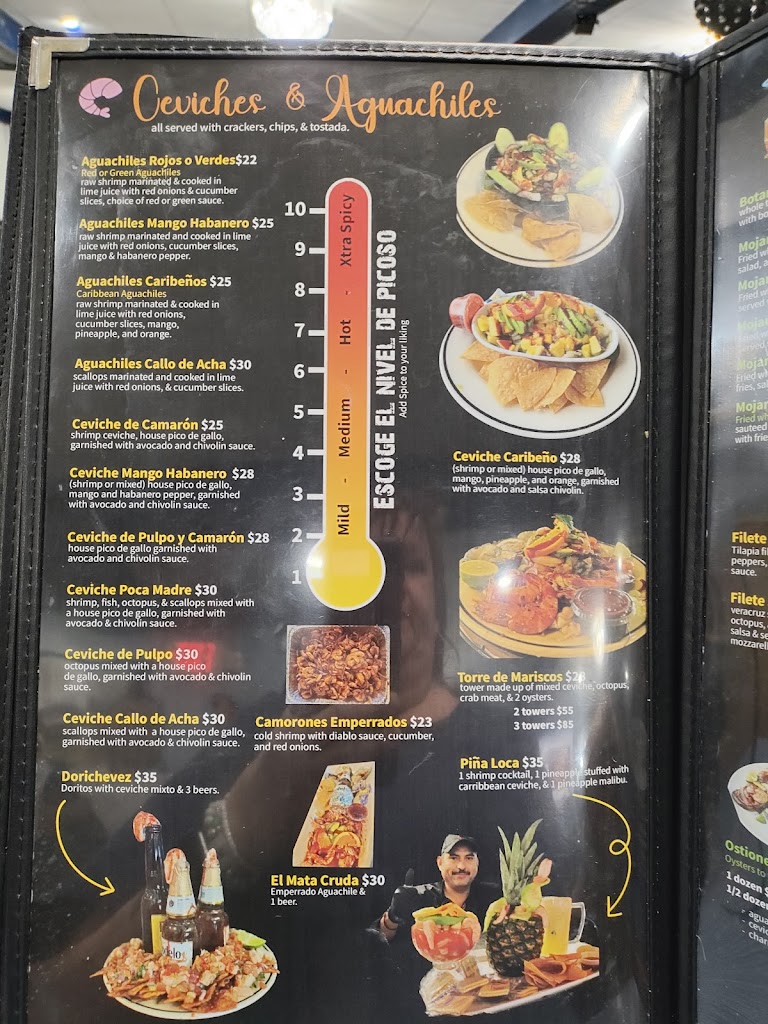 Ceviches & Aguachiles
all served with crackers, chips, & tostada.
Aguachiles Rojos o Verdes $22
Red or Green Aguachiles
raw shrimp marinated & cooked in
lime juice with red onions & cucumber
slices, choice of red or green sauce.
Aguachiles Mango Habanero $25
raw shrimp marinated and cooked in lime
juice with red onions, cucumber slices,
mango & habanero pepper.
Aguachiles Caribeños $25
Caribbean Aguachiles
raw shrimp marinated & cooked in
lime juice with red onions,
cucumber slices, mango,
pineapple, and orange.
Aguachiles Callo de Acha $30
scallops marinated and cooked in lime
juice with red onions, & cucumber slices.
Ceviche de Camarón $25
shrimp ceviche, house pico de gallo,
garnished with avocado and chivolin sauce.
Ceviche Mango Habanero $28
(shrimp or mixed) house pico de gallo,
mango and habanero pepper, garnished
with avocado and chivolin sauce.
Ceviche de Pulpo y Camarón $28
house pico de gallo garnished with
avocado and chivolin sauce.
Ceviche Poca Madre $30
shrimp, fish, octopus, & scallops mixed with
a house pico de gallo, garnished with
avocado & chivolin sauce.
Ceviche de Pulpo $30
octopus mixed with a house pico
de gallo, garnished with avocado & chivolin
sauce.
Ceviche Callo de Acha $30
scallops mixed with a house pico de gallo,
garnished with avocado & chivolin sauce.
Dorichevez $35
Doritos with ceviche mixto & 3 beers.
10
9
8
7
6
5
4
3
2
1
Mild - Medium - Hot - Xtra Spicy
ESCOGE EL NIVEL DE PICOSO
Add Spice to your liking
Camorones Emperrados $23
cold shrimp with diablo sauce, cucumber,
and red onions.
El Mata Cruda $30
Emperrado Aguachile &
1 beer.
Ceviche Caribeño $28
(shrimp or mixed) house pico de gallo,
mango, pineapple, and orange, garnished
with avocado and salsa chivolin.
Torre de Mariscos
tower made up of mixed ceviche, octopus,
crab meat, & 2 oysters.
2 towers $55
3 towers $85
Piña Loca $35
1 shrimp cocktail, 1 pineapple stuffed with
carribbean ceviche, & 1 pineapple malibu.
Filete
Tilapia
peppers,
sauce.
Filete
veracruz
octopus,
salsa &
1 dozen
1/2 dozen